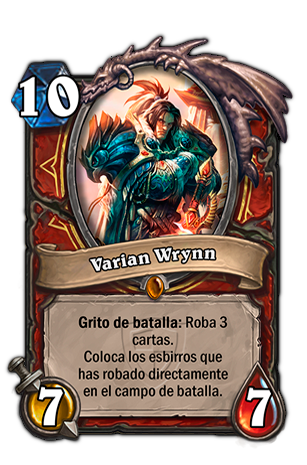 10
Varian Wrynn
Grito de batalla: Roba 3
cartas.
Coloca los esbirros que
has robado directamente
en el campo de batalla.
7
7